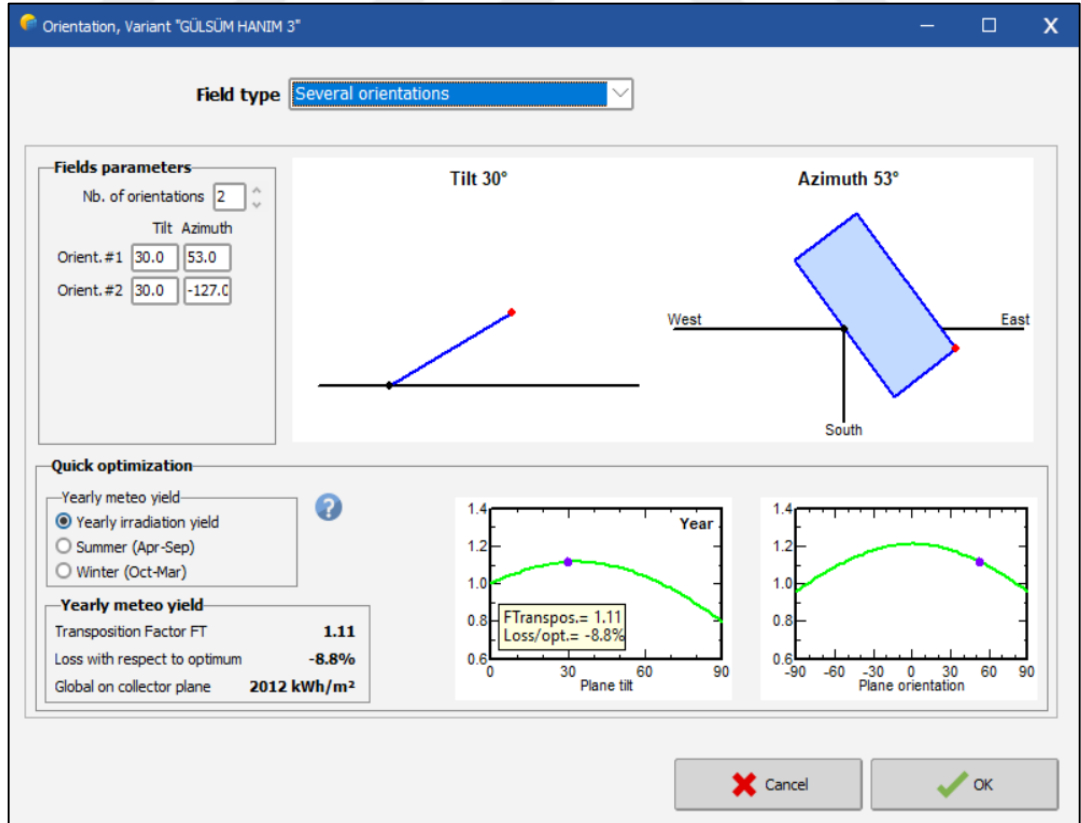 Orientation, Variant "GÜLSÜM HANIM 3"
Field type Several orientations
Fields parameters
Nb. of orientations 2
Tilt Azimuth
Orient. #1 30.0 53.0
Orient. #2 30.0 -127.0
Tilt 30°
Azimuth 53°
West
East
South
Quick optimization
Yearly meteo yield
Yearly irradiation yield
Summer (Apr-Sep)
Winter (Oct-Mar)
?
Yearly meteo yield
Transposition Factor FT 1.11
Loss with respect to optimum -8.8%
Global on collector plane 2012 kWh/m²
Year
1.4
1.2
1.0
0.8
0.6
FTranspos.= 1.11
Loss/opt.= -8.8%
0 30 60 90
Plane tilt
1.4
1.2
1.0
0.8
0.6
-90 -60 -30 0 30 60 90
Plane orientation
Cancel
OK